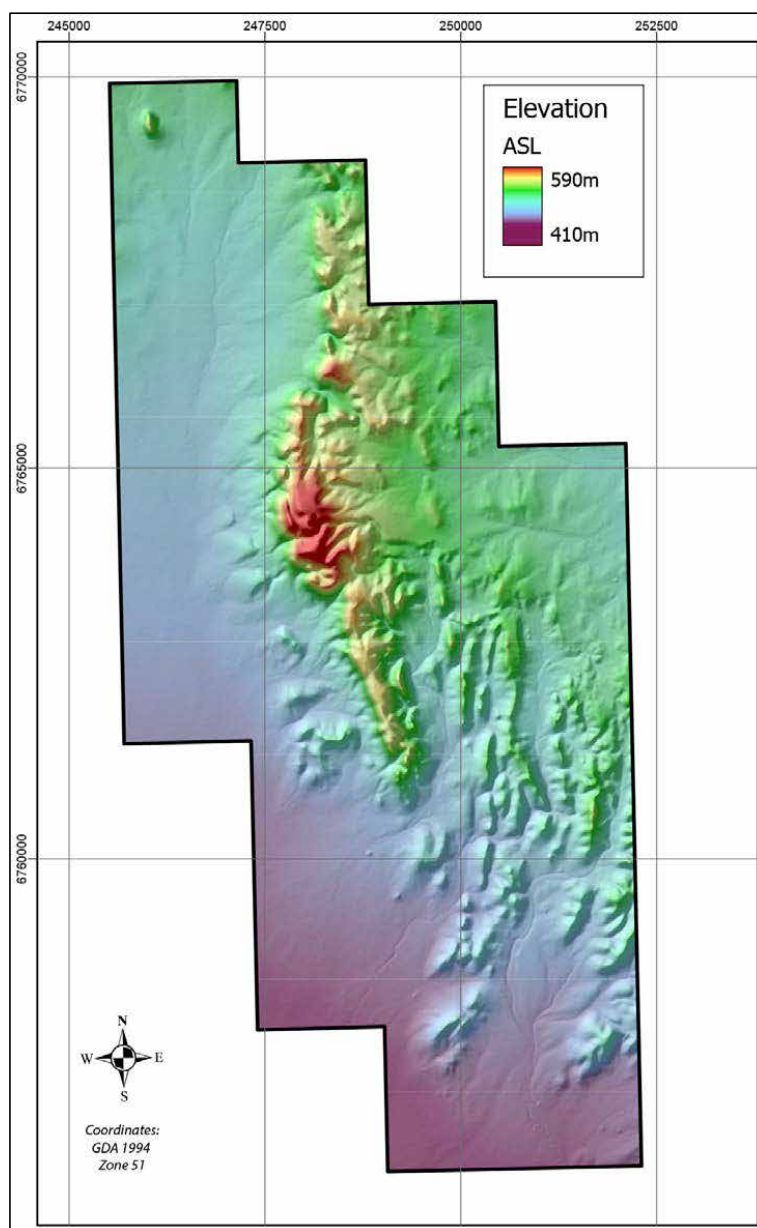 245000 247500 250000 252500
6770000
Elevation
ASL
590m
410m
6765000
6760000
N
W E
S
Coordinates:
GDA 1994
Zone 51